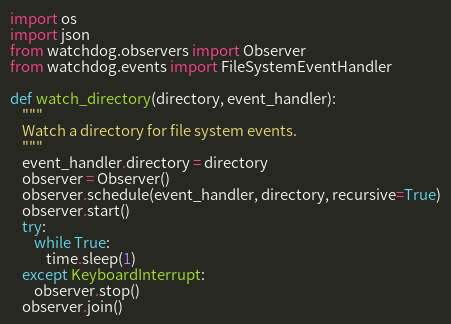 import os
import json
from watchdog.observers import Observer
from watchdog.events import FileSystemEventHandler

def watch_directory(directory, event_handler):
    """
    Watch a directory for file system events.
    """
    event_handler.directory = directory
    observer = Observer()
    observer.schedule(event_handler, directory, recursive=True)
    observer.start()
    try:
        while True:
            time.sleep(1)
    except KeyboardInterrupt:
        observer.stop()
    observer.join()